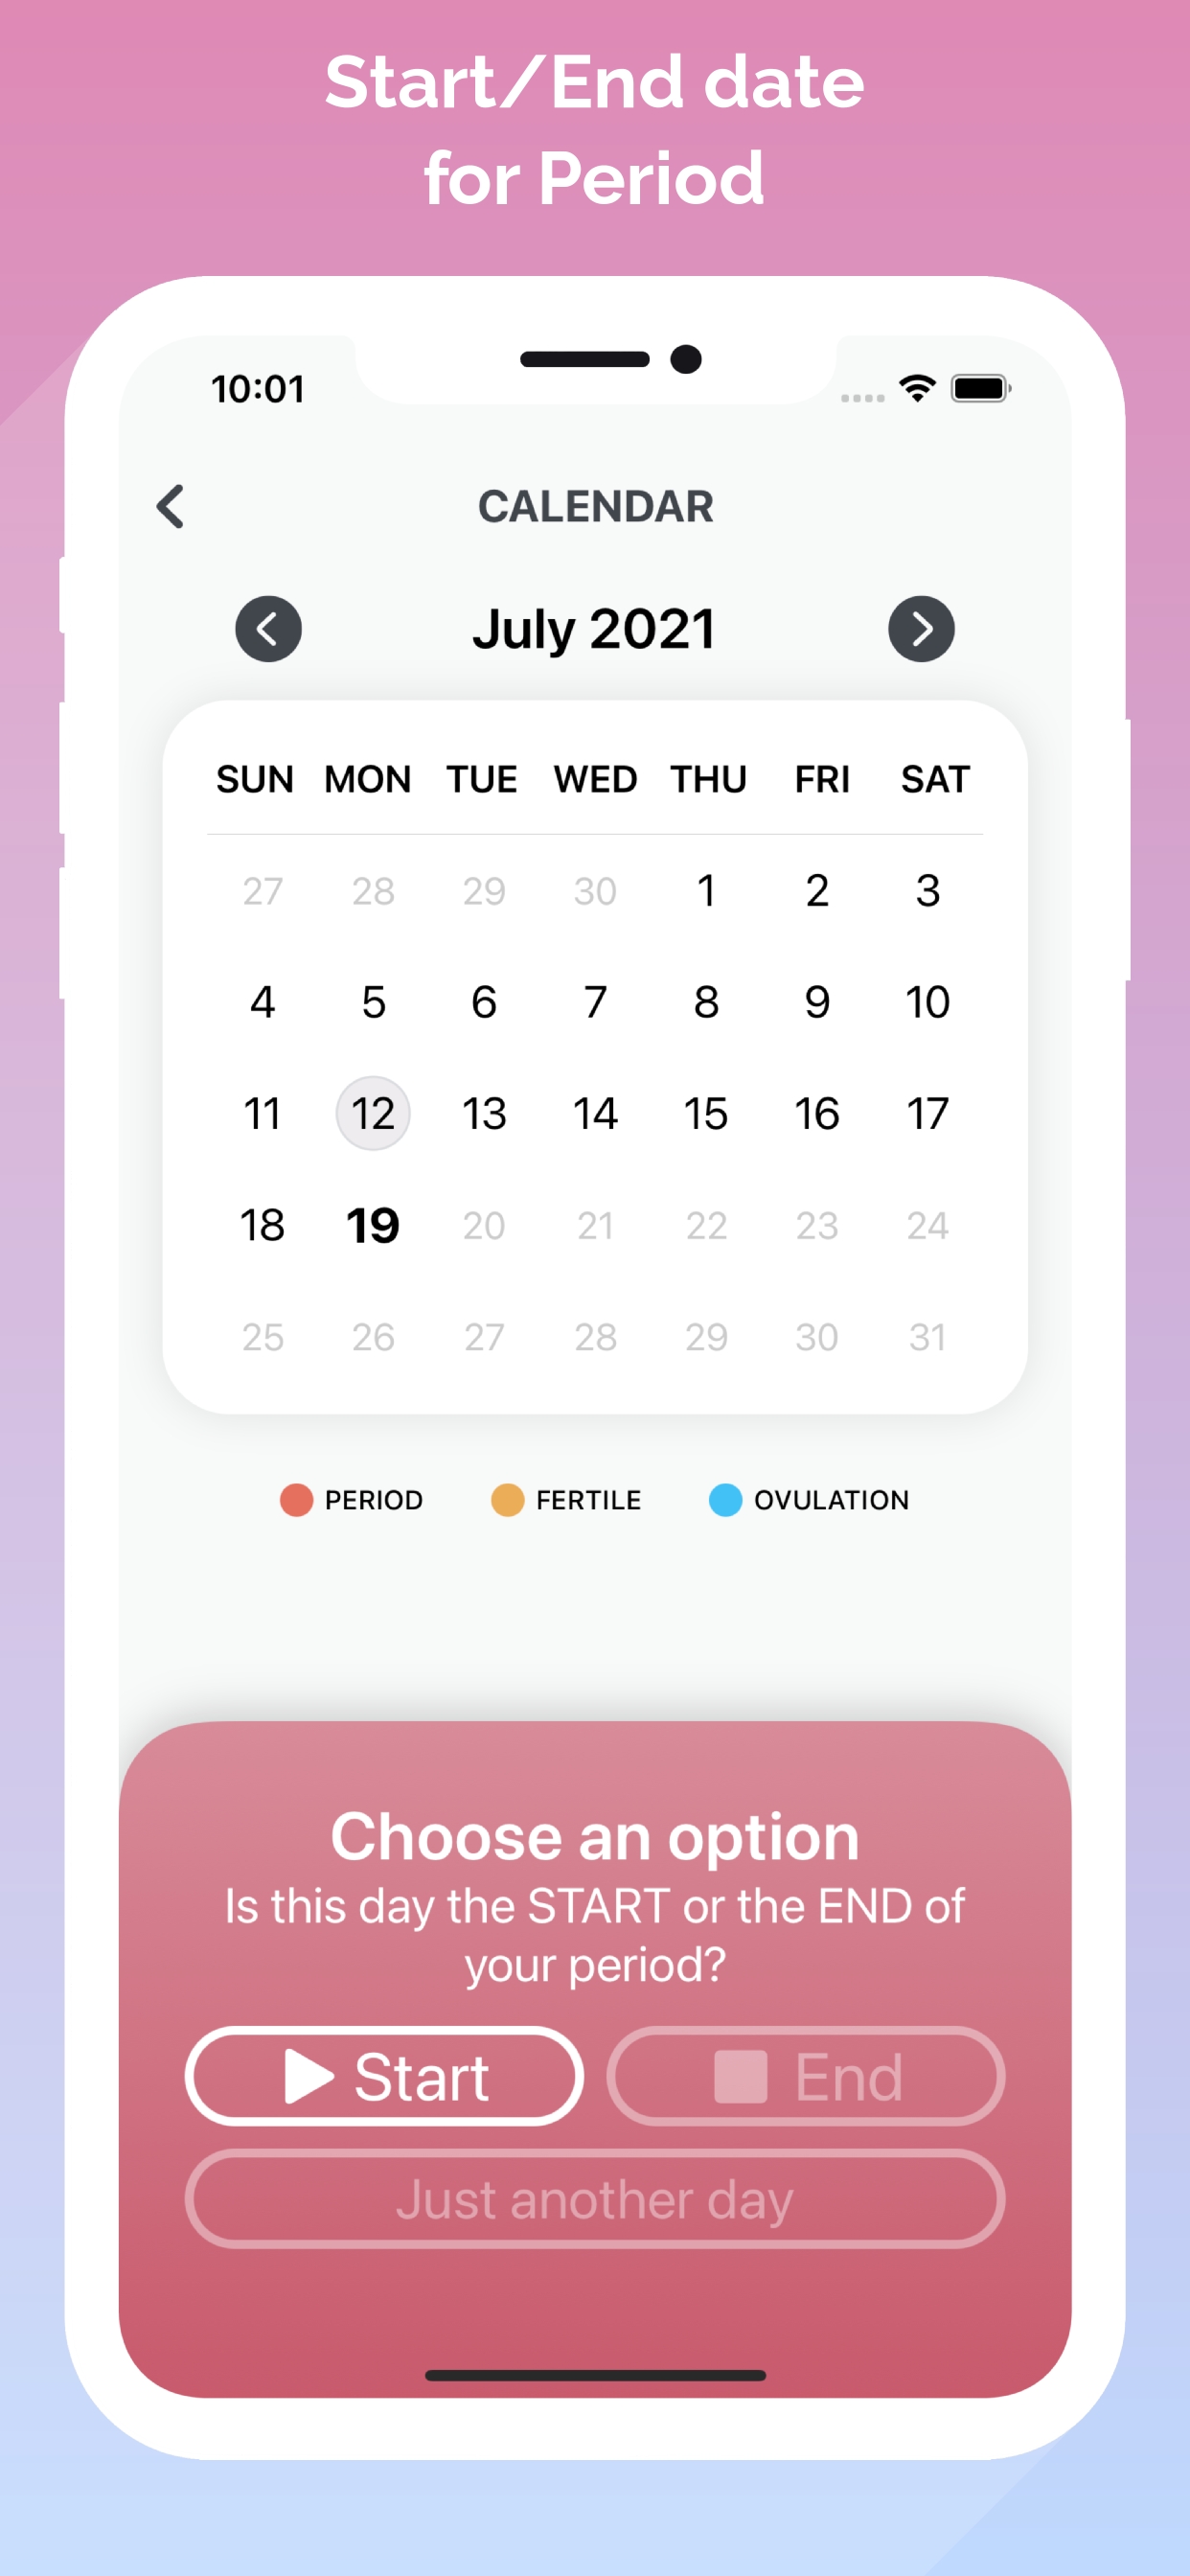 Start/End date
for Period
10:01
CALENDAR
July 2021
SUN MON TUE WED THU FRI SAT
27 28 29 30 1 2 3
4 5 6 7 8 9 10
11 12 13 14 15 16 17
18 19 20 21 22 23 24
25 26 27 28 29 30 31
PERIOD FERTILE OVULATION
Choose an option
Is this day the START or the END of
your period?
Start End
Just another day